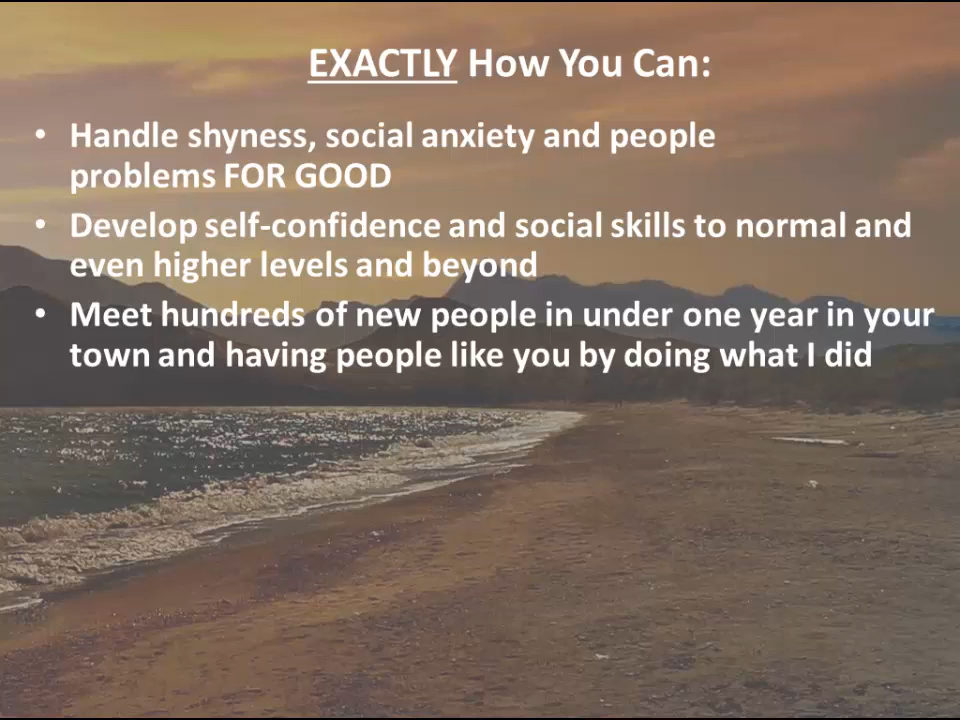 EXACTLY How You Can:
• Handle shyness, social anxiety and people
problems FOR GOOD
• Develop self-confidence and social skills to normal and
even higher levels and beyond
• Meet hundreds of new people in under one year in your
town and having people like you by doing what I did